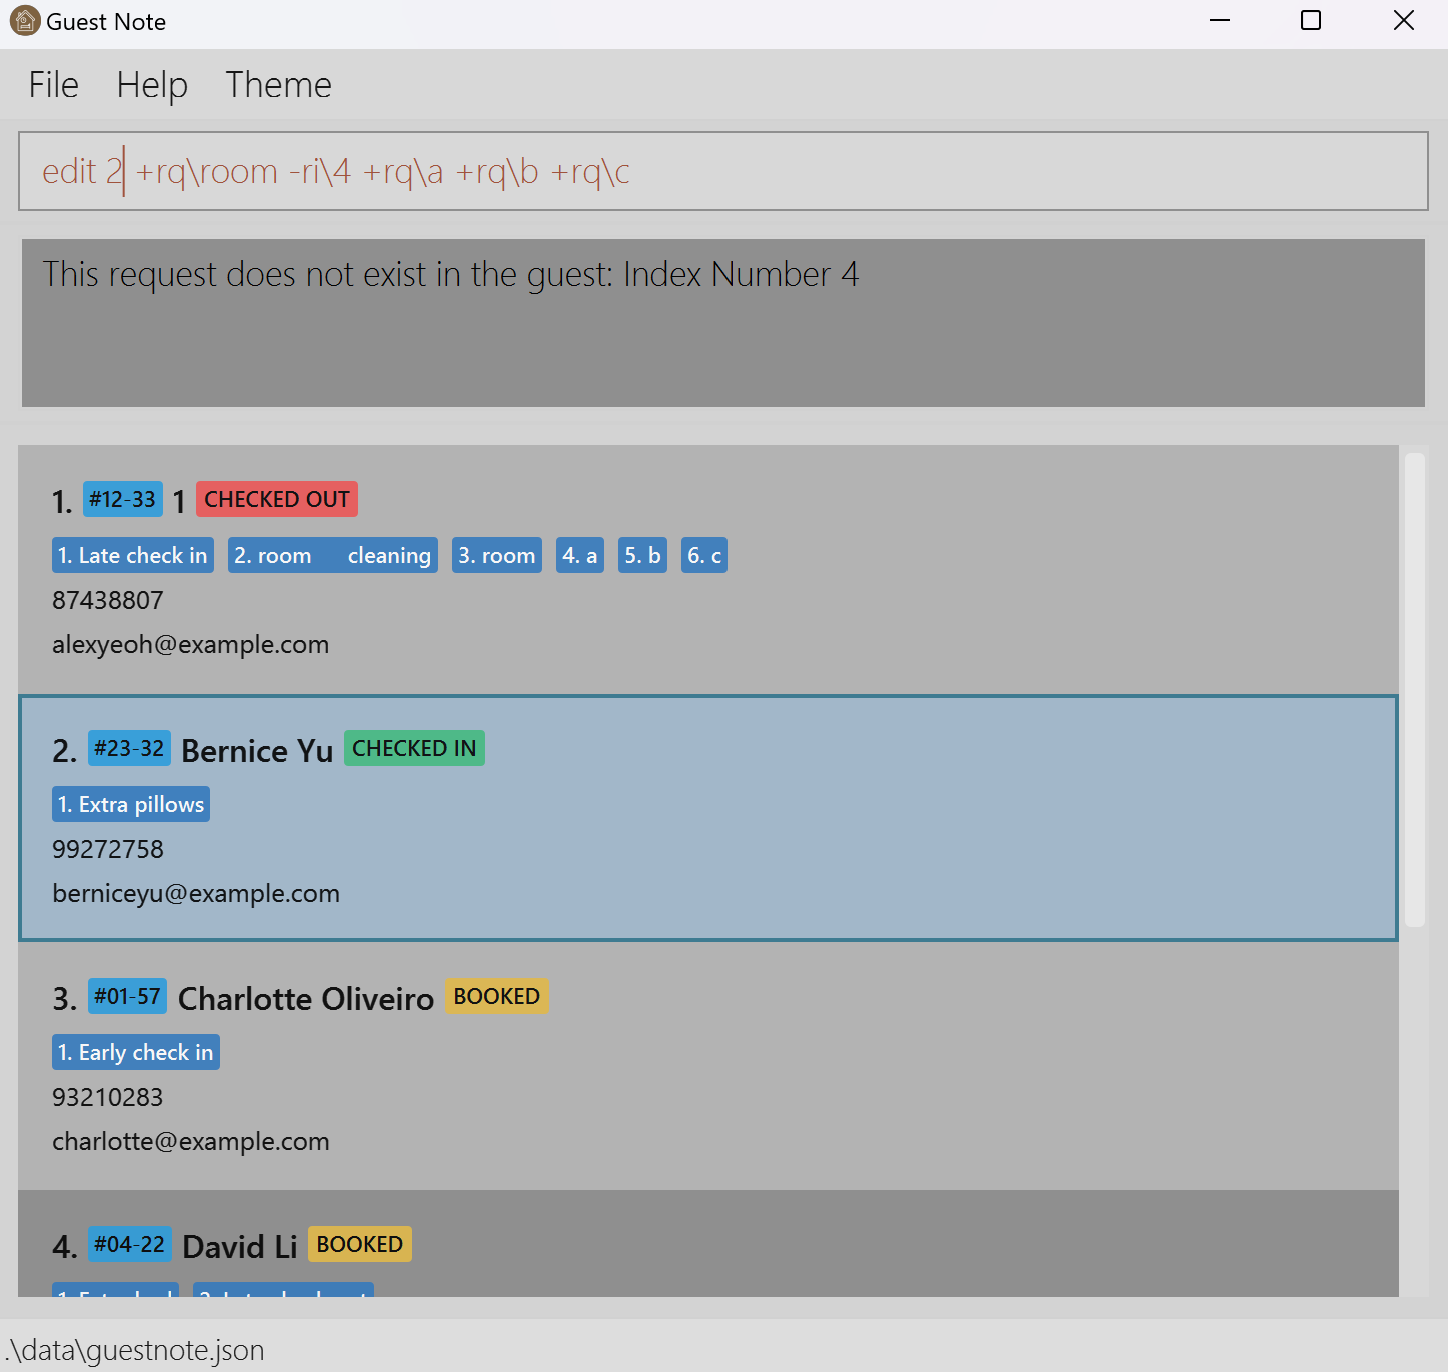 Guest Note
File Help Theme
edit 2 +rq\room -ri\4 +rq\a +rq\b +rq\c
This request does not exist in the guest: Index Number 4
1. #12-33 1 CHECKED OUT
1. Late check in 2. room cleaning 3. room 4. a 5. b 6. c
87438807
alexyeoh@example.com
2. #23-32 Bernice Yu CHECKED IN
1. Extra pillows
99272758
berniceyu@example.com
3. #01-57 Charlotte Oliveiro BOOKED
1. Early check in
93210283
charlotte@example.com
4. #04-22 David Li BOOKED
.\data\guestnote.json